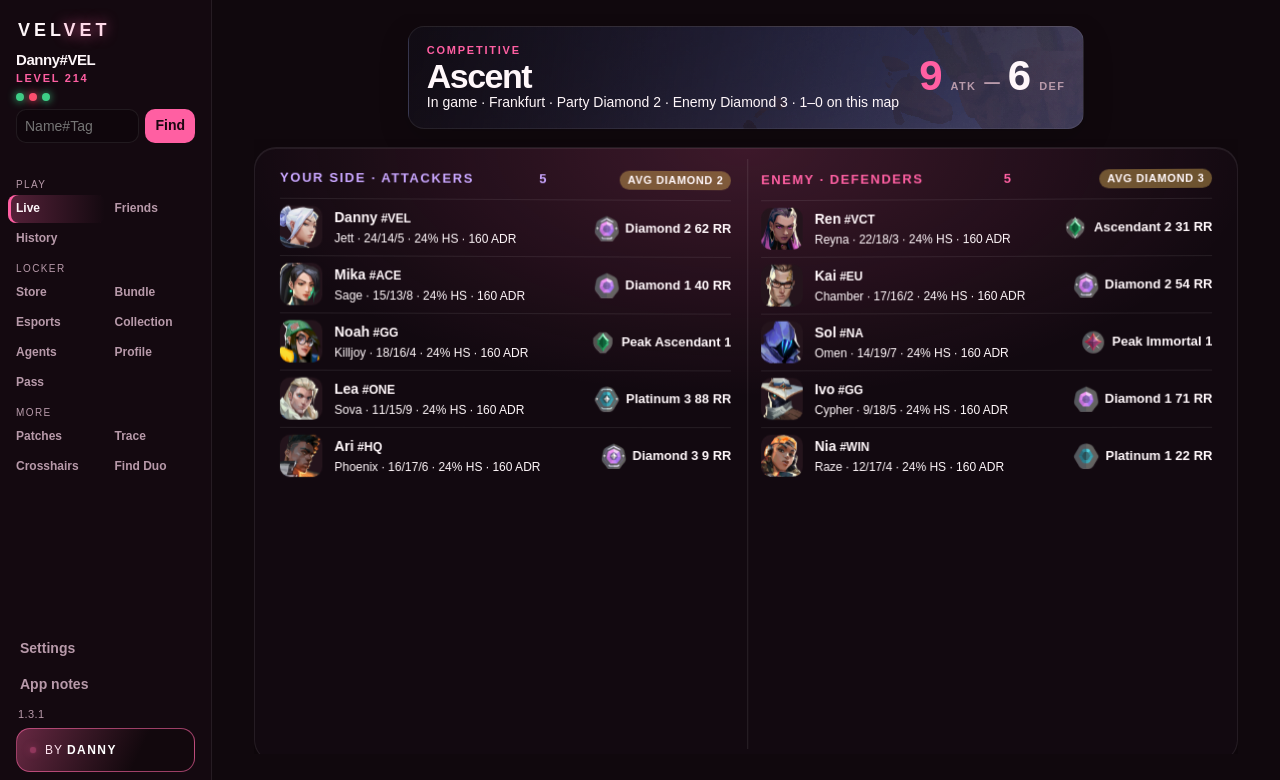 VELVET
Danny#VEL
LEVEL 214
Name#Tag
Find
PLAY
Live
Friends
History
LOCKER
Store
Bundle
Esports
Collection
Agents
Profile
Pass
MORE
Patches
Trace
Crosshairs
Find Duo
Settings
App notes
1.3.1
BY DANNY
COMPETITIVE
Ascent
In game · Frankfurt · Party Diamond 2 · Enemy Diamond 3 · 1–0 on this map
9 ATK — 6 DEF
YOUR SIDE · ATTACKERS 5 AVG DIAMOND 2
Danny #VEL
Jett · 24/14/5 · 24% HS · 160 ADR
Diamond 2 62 RR
Mika #ACE
Sage · 15/13/8 · 24% HS · 160 ADR
Diamond 1 40 RR
Noah #GG
Killjoy · 18/16/4 · 24% HS · 160 ADR
Peak Ascendant 1
Lea #ONE
Sova · 11/15/9 · 24% HS · 160 ADR
Platinum 3 88 RR
Ari #HQ
Phoenix · 16/17/6 · 24% HS · 160 ADR
Diamond 3 9 RR
ENEMY · DEFENDERS 5 AVG DIAMOND 3
Ren #VCT
Reyna · 22/18/3 · 24% HS · 160 ADR
Ascendant 2 31 RR
Kai #EU
Chamber · 17/16/2 · 24% HS · 160 ADR
Diamond 2 54 RR
Sol #NA
Omen · 14/19/7 · 24% HS · 160 ADR
Peak Immortal 1
Ivo #GG
Cypher · 9/18/5 · 24% HS · 160 ADR
Diamond 1 71 RR
Nia #WIN
Raze · 12/17/4 · 24% HS · 160 ADR
Platinum 1 22 RR